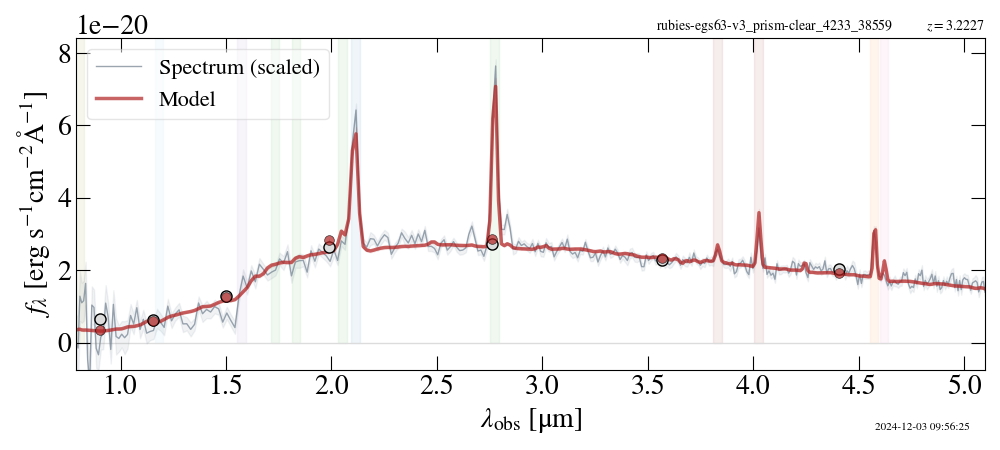 1e−20
rubies-egs63-v3_prism-clear_4233_38559 z = 3.2227
Spectrum (scaled)
Model
fλ [erg s⁻¹cm⁻²Å⁻¹]
8
6
4
2
0
1.0 1.5 2.0 2.5 3.0 3.5 4.0 4.5 5.0
λobs [μm]
2024-12-03 09:56:25